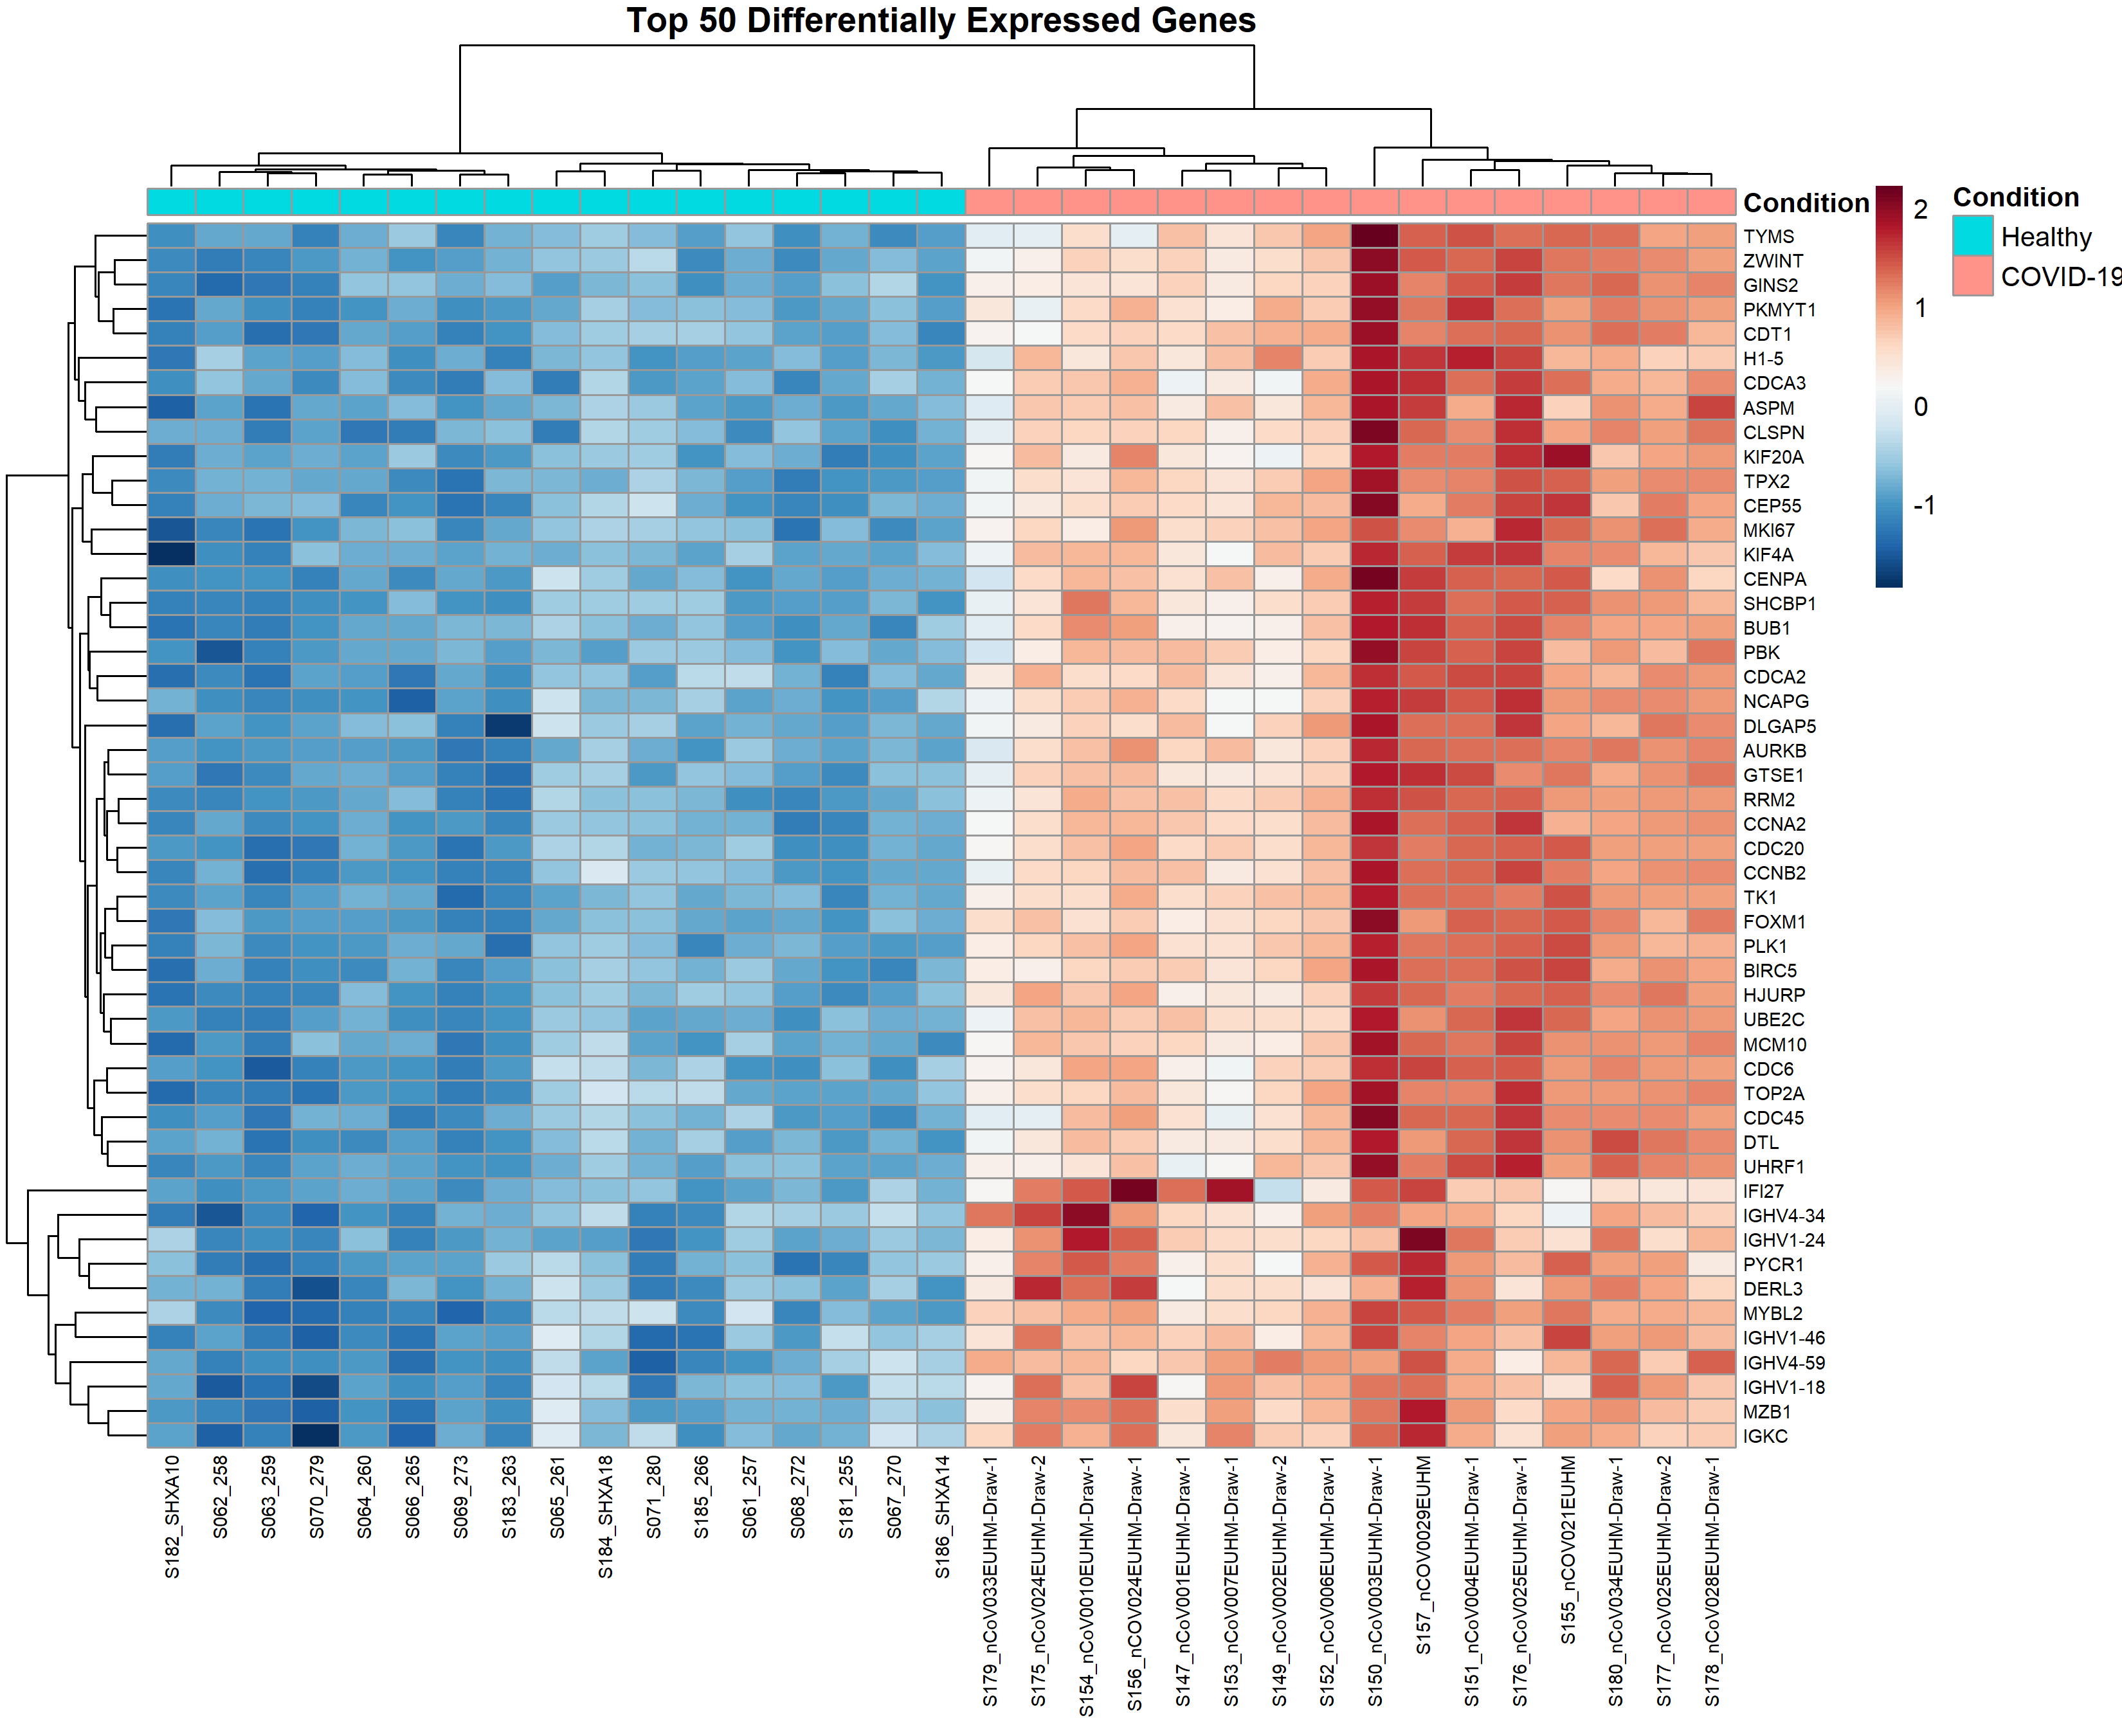 Top 50 Differentially Expressed Genes
Condition
2
1
0
-1
Condition
Healthy
COVID-19
TYMS
ZWINT
GINS2
PKMYT1
CDT1
H1-5
CDCA3
ASPM
CLSPN
KIF20A
TPX2
CEP55
MKI67
KIF4A
CENPA
SHCBP1
BUB1
PBK
CDCA2
NCAPG
DLGAP5
AURKB
GTSE1
RRM2
CCNA2
CDC20
CCNB2
TK1
FOXM1
PLK1
BIRC5
HJURP
UBE2C
MCM10
CDC6
TOP2A
CDC45
DTL
UHRF1
IFI27
IGHV4-34
IGHV1-24
PYCR1
DERL3
MYBL2
IGHV1-46
IGHV4-59
IGHV1-18
MZB1
IGKC
S182_SHXA10
S062_258
S063_259
S070_279
S064_260
S066_265
S069_273
S183_263
S065_261
S184_SHXA18
S071_280
S185_266
S061_257
S068_272
S181_255
S067_270
S186_SHXA14
S179_nCoV033EUHM-Draw-1
S175_nCoV024EUHM-Draw-2
S154_nCoV0010EUHM-Draw-1
S156_nCOV024EUHM-Draw-1
S147_nCoV001EUHM-Draw-1
S153_nCoV007EUHM-Draw-1
S149_nCoV002EUHM-Draw-2
S152_nCoV006EUHM-Draw-1
S150_nCoV003EUHM-Draw-1
S157_nCOV0029EUHM
S151_nCoV004EUHM-Draw-1
S176_nCoV025EUHM-Draw-1
S155_nCOV021EUHM
S180_nCoV034EUHM-Draw-1
S177_nCoV025EUHM-Draw-2
S178_nCoV028EUHM-Draw-1